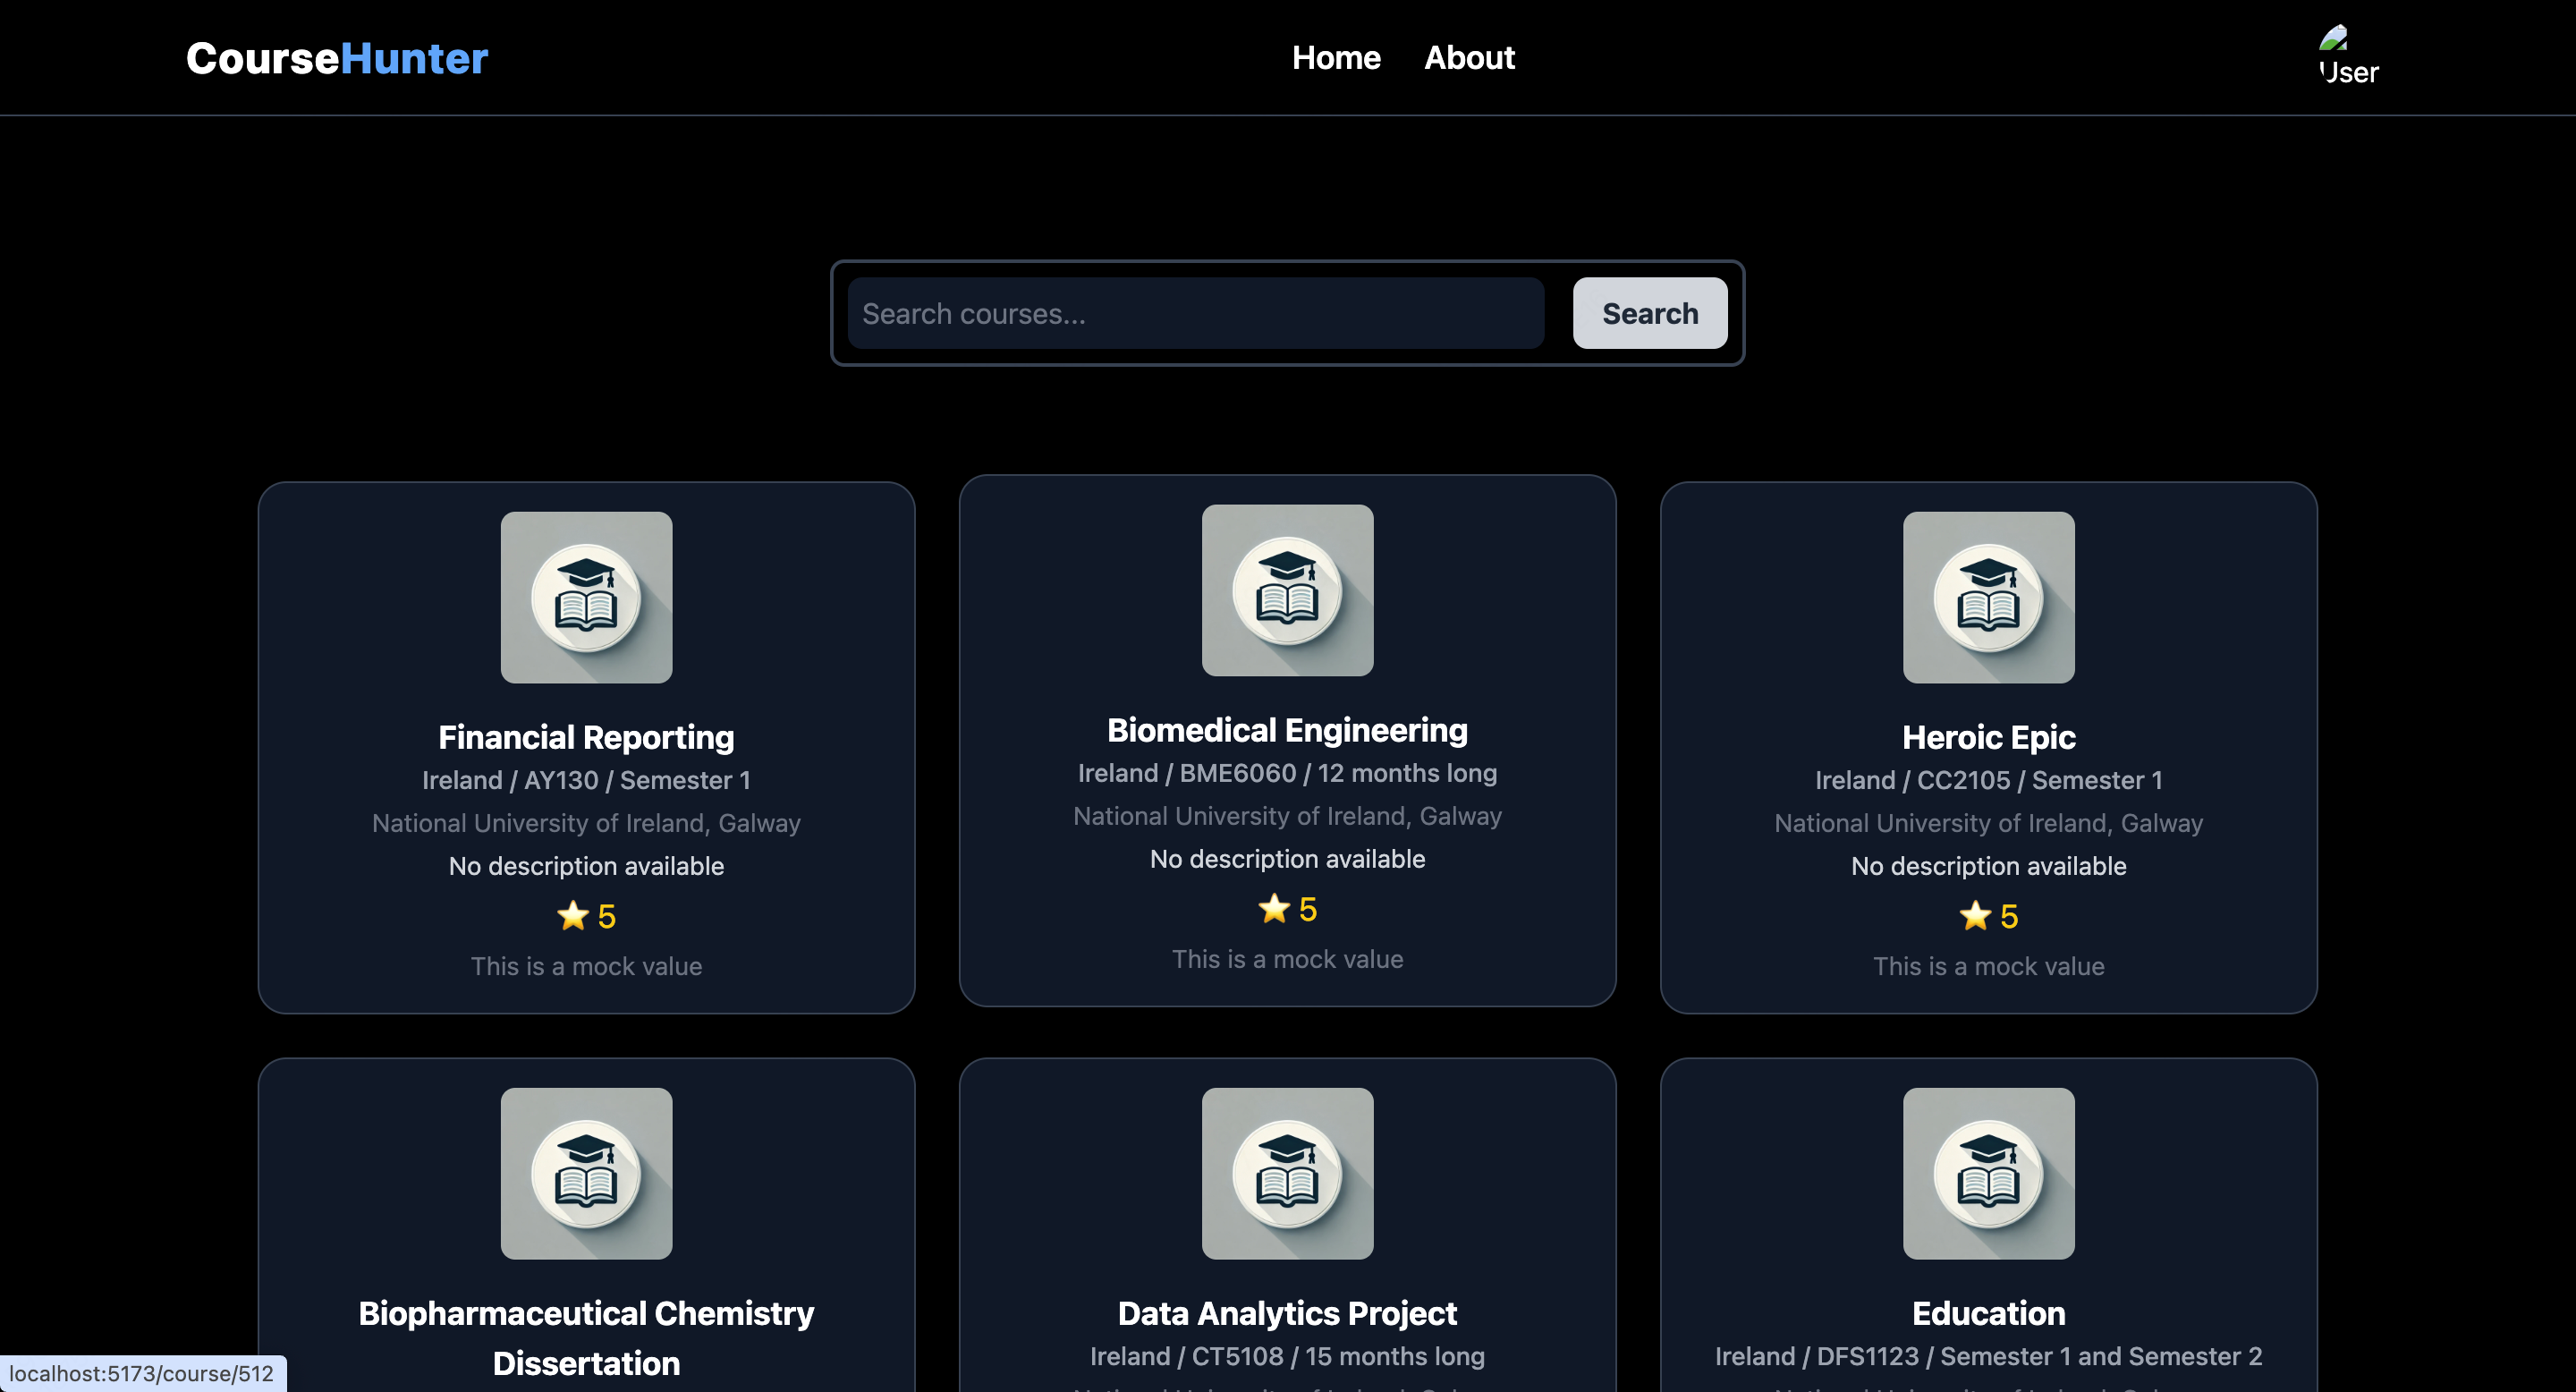 CourseHunter
Home About
User
Search courses...
Search
Financial Reporting
Ireland / AY130 / Semester 1
National University of Ireland, Galway
No description available
⭐ 5
This is a mock value
Biomedical Engineering
Ireland / BME6060 / 12 months long
National University of Ireland, Galway
No description available
⭐ 5
This is a mock value
Heroic Epic
Ireland / CC2105 / Semester 1
National University of Ireland, Galway
No description available
⭐ 5
This is a mock value
Biopharmaceutical Chemistry
Dissertation
Data Analytics Project
Ireland / CT5108 / 15 months long
Education
Ireland / DFS1123 / Semester 1 and Semester 2
localhost:5173/course/512